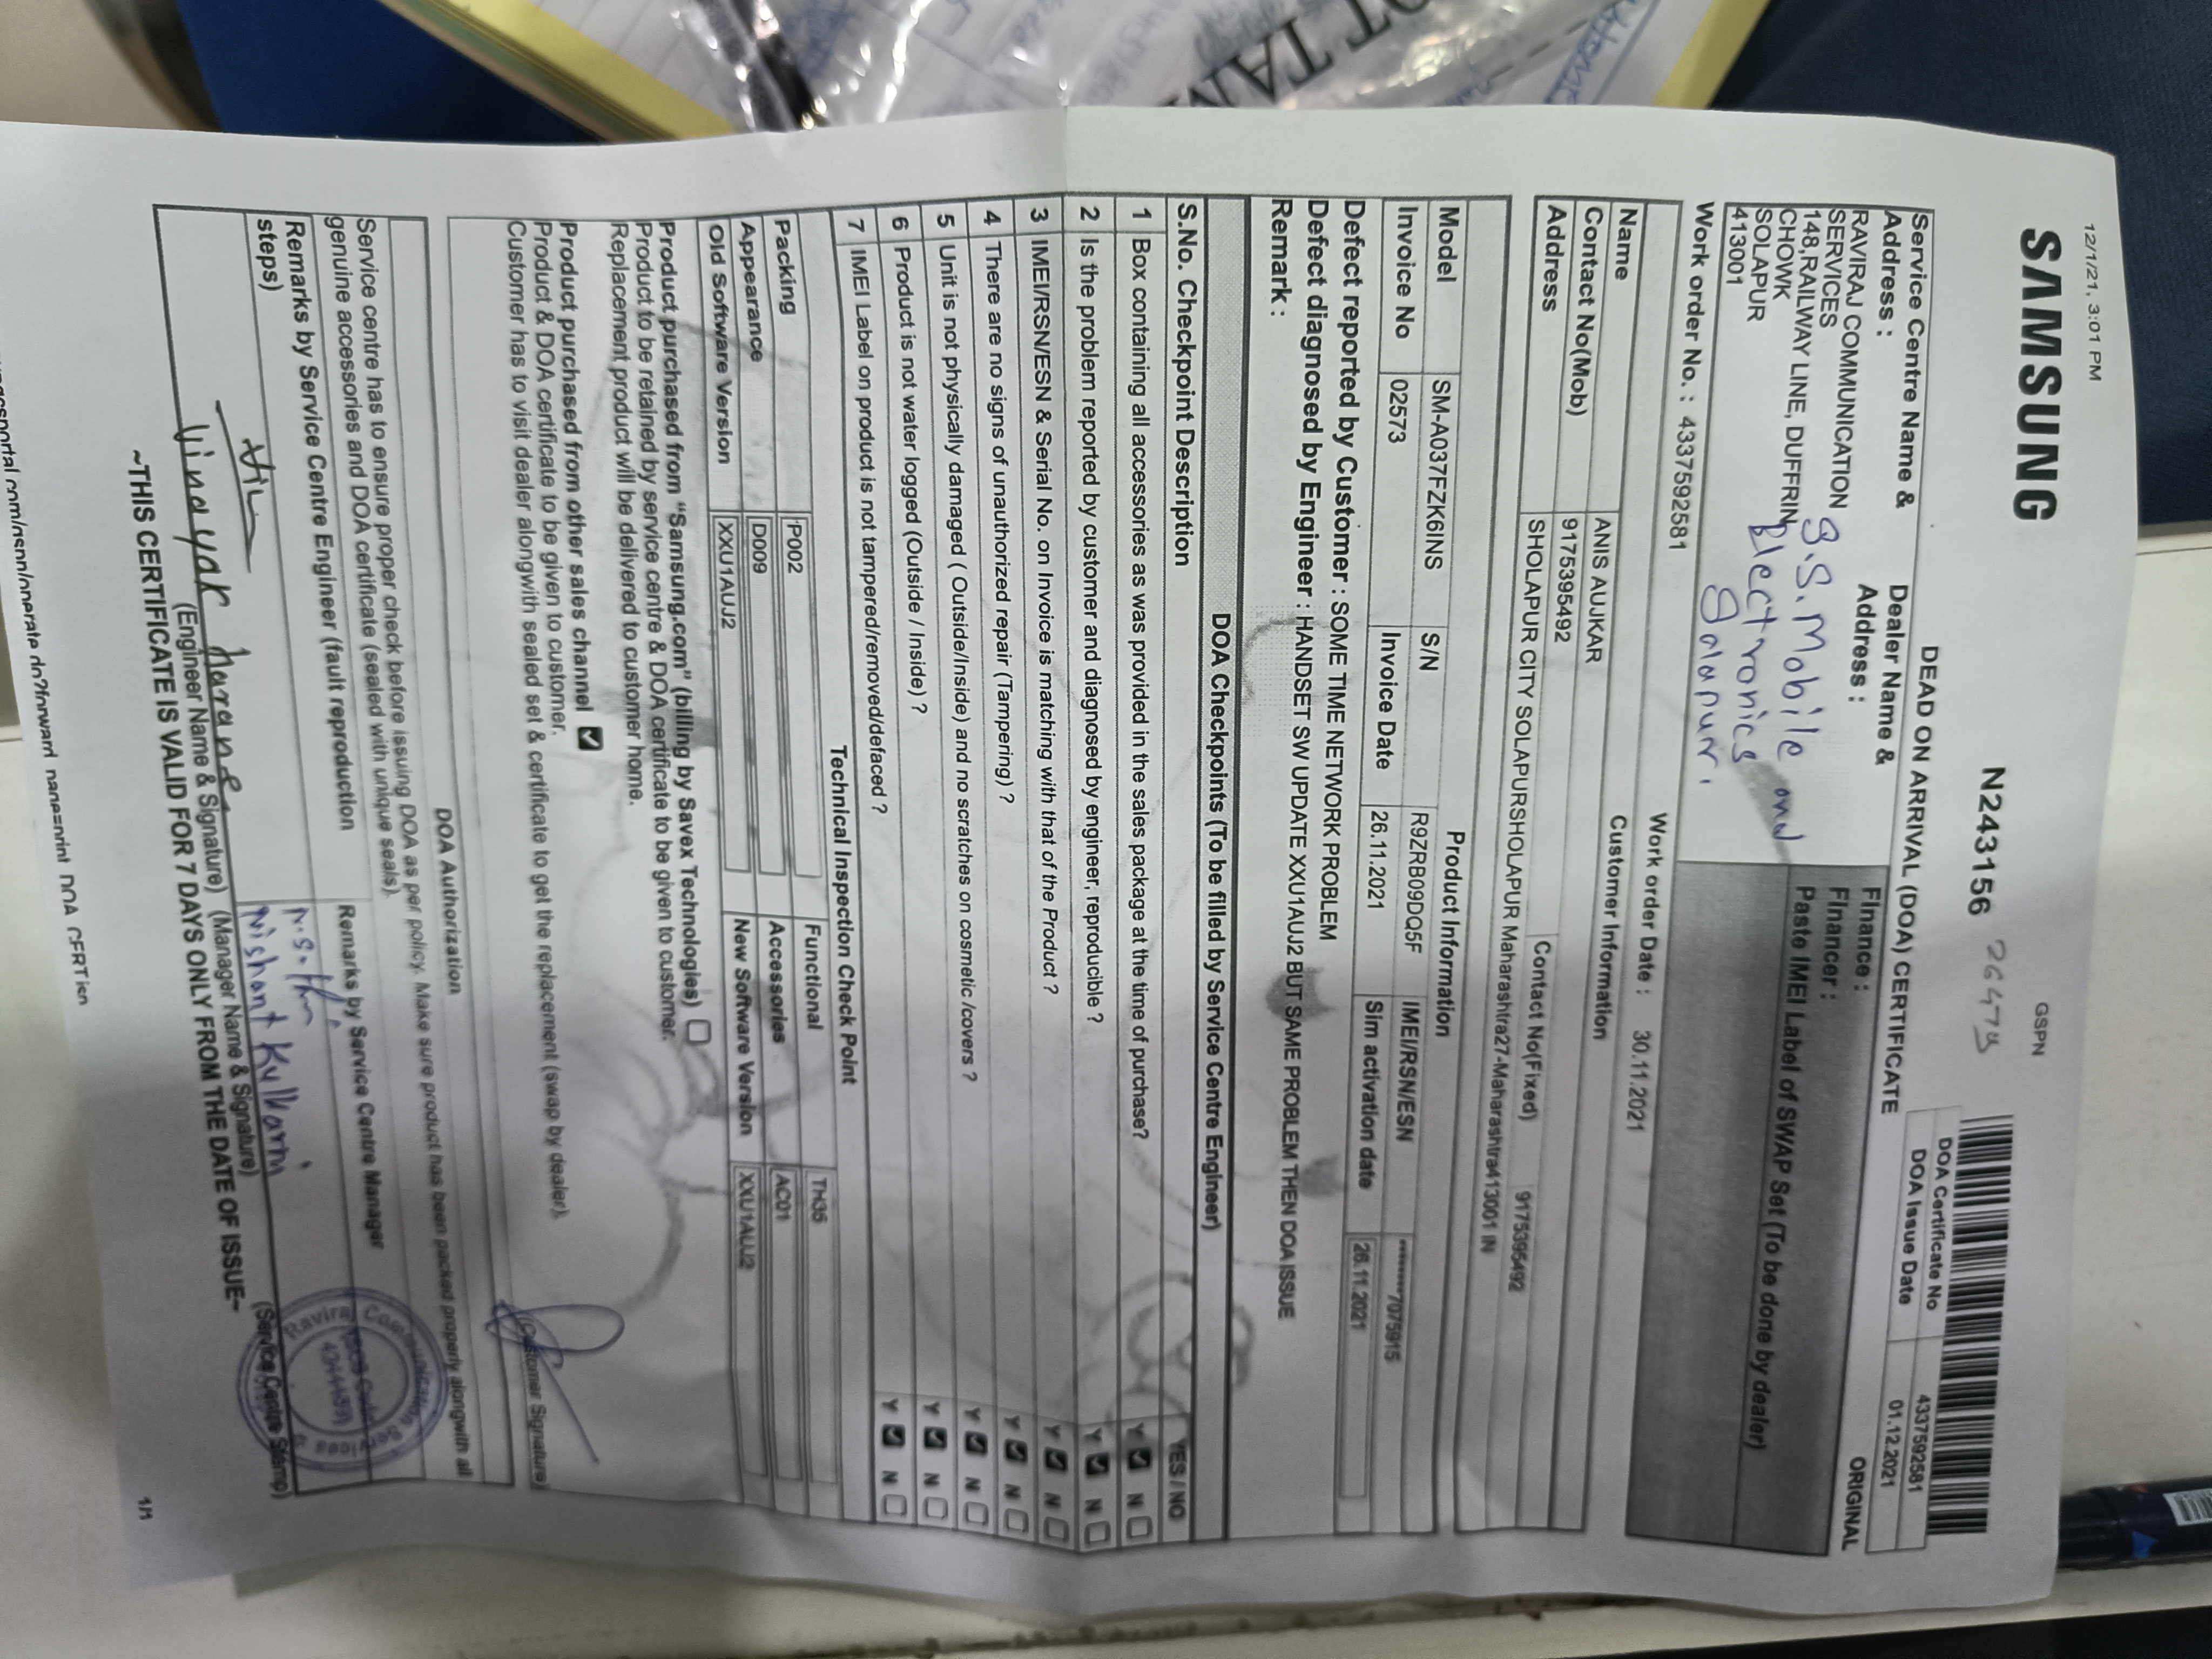 12/1/21, 3:01 PM
GSPN
SAMSUNG
N243156
DEAD ON ARRIVAL (DOA) CERTIFICATE
DOA Certificate No 4337592581
DOA Issue Date 01.12.2021
ORIGINAL
Service Centre Name & Address :
RAVIRAJ COMMUNICATION
SERVICES
148,RAILWAY LINE, DUFFRIN
CHOWK
SOLAPUR
413001
Dealer Name & Address :
S.S. Mobile and
Electronics
Solapur.
Finance :
Financer :
Paste IMEI Label of SWAP Set (To be done by dealer)
Work order No. : 4337592581
Work order Date : 30.11.2021
Customer Information
Name ANIS AUJKAR
Contact No(Mob) 9175395492 Contact No(Fixed) 9175395492
Address SHOLAPUR CITY SOLAPURSHOLAPUR Maharashtra27-Maharashtra413001 IN
Product Information
Model SM-A037FZK6INS S/N R9ZRB09DQ5F IMEI/RSN/ESN ********7075915
Invoice No 02573 Invoice Date 26.11.2021 Sim activation date 26.11.2021
Defect reported by Customer : SOME TIME NETWORK PROBLEM
Defect diagnosed by Engineer : HANDSET SW UPDATE XXU1AUJ2 BUT SAME PROBLEM THEN DOA ISSUE
Remark :
DOA Checkpoints (To be filled by Service Centre Engineer)
S.No. Checkpoint Description YES / NO
1 Box containing all accessories as was provided in the sales package at the time of purchase? Y N
2 Is the problem reported by customer and diagnosed by engineer, reproducible ? Y N
3 IMEI/RSN/ESN & Serial No. on Invoice is matching with that of the Product ? Y N
4 There are no signs of unauthorized repair (Tampering) ? Y N
5 Unit is not physically damaged ( Outside/Inside) and no scratches on cosmetic /covers ? Y N
6 Product is not water logged (Outside / Inside) ? Y N
7 IMEI Label on product is not tampered/removed/defaced ? Y N
Technical Inspection Check Point
Packing P002 Functional TH35
Appearance D009 Accessories AC01
Old Software Version XXU1AUJ2 New Software Version XXU1AUJ2
Product purchased from "Samsung.com" (billing by Savex Technologies)
Product to be retained by service centre & DOA certificate to be given to customer.
Replacement product will be delivered to customer home.
Product purchased from other sales channel
Product & DOA certificate to be given to customer.
Customer has to visit dealer alongwith sealed set & certificate to get the replacement (swap by dealer).
(Customer Signature)
DOA Authorization
Service centre has to ensure proper check before issuing DOA as per policy. Make sure product has been packed properly alongwith all
genuine accessories and DOA certificate (sealed with unique seals).
Remarks by Service Centre Engineer (fault reproduction steps)
Remarks by Service Centre Manager
Nishant Kulkarni
(Engineer Name & Signature) (Manager Name & Signature) (Service Centre Stamp)
Raviraj Communication Services
~THIS CERTIFICATE IS VALID FOR 7 DAYS ONLY FROM THE DATE OF ISSUE~
1/1